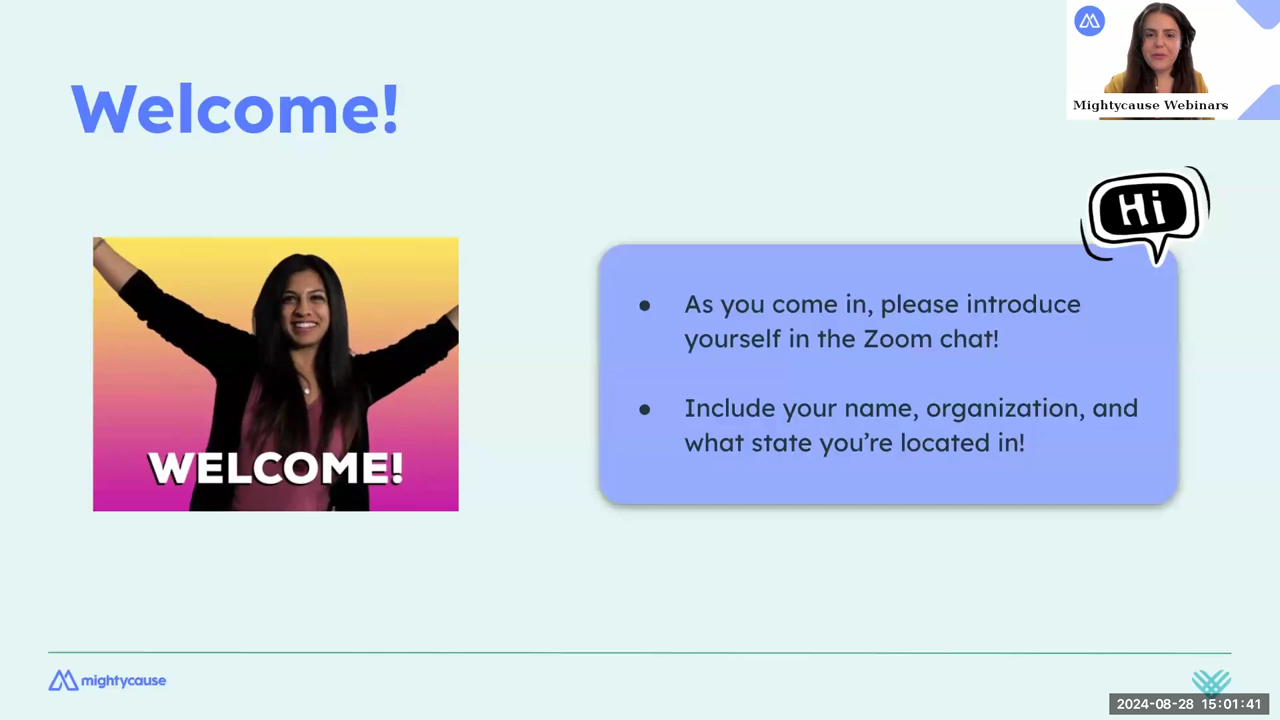 Welcome!
Mightycause Webinars
Hi
● As you come in, please introduce
yourself in the Zoom chat!
● Include your name, organization, and
what state you’re located in!
WELCOME!
mightycause
2024-08-28 15:01:41